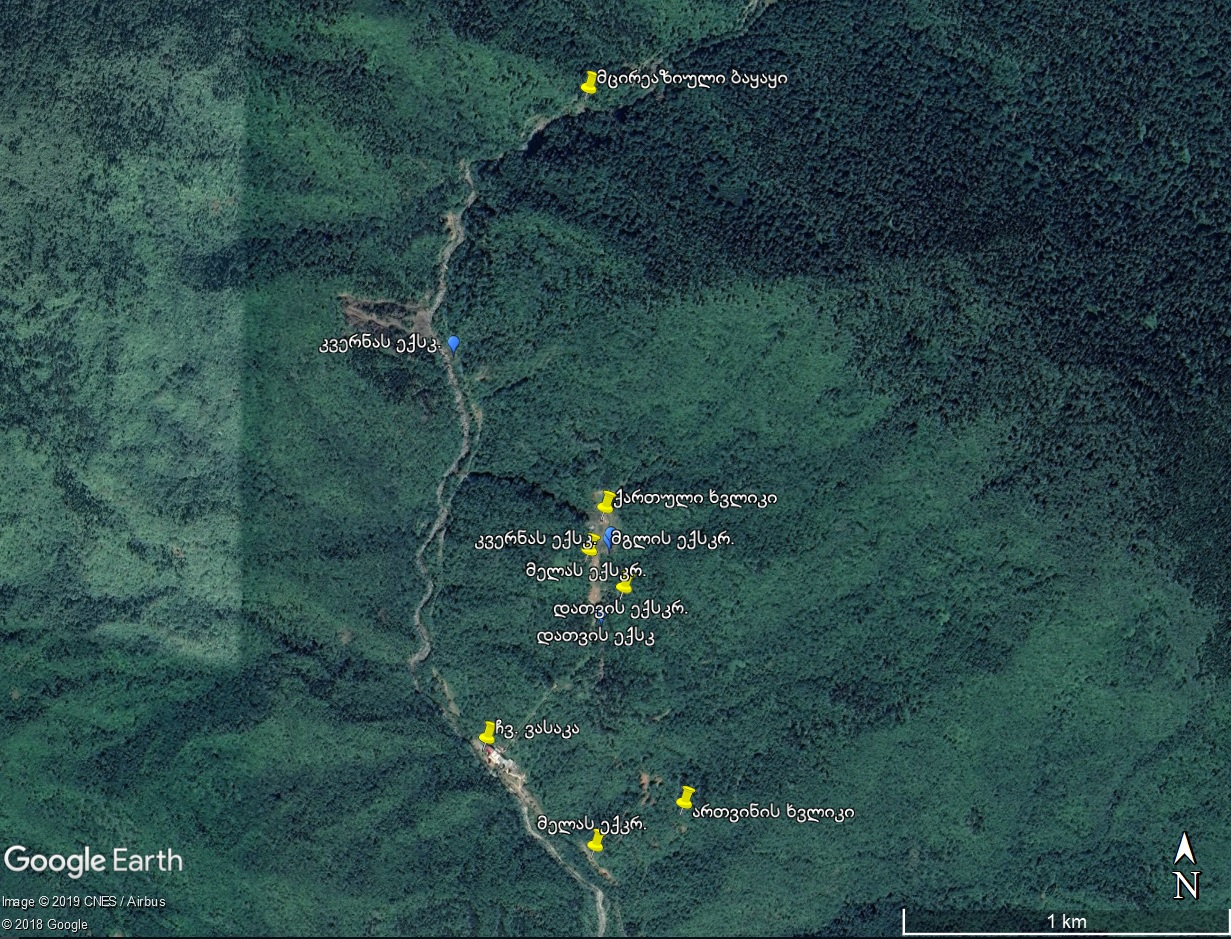 მცირეაზიული ბაყაყი
კვერნას ექსკ.
ქართული ხვლიკი
კვერნას ექსკ.
მგლის ექსკრ.
მელას ექსკრ.
დათვის ექსკრ.
დათვის ექსკ
ჩვ. ვასაკა
ართვინის ხვლიკი
მელას ექკრ.
Google Earth
N
Image © 2019 CNES / Airbus
© 2018 Google
1 km